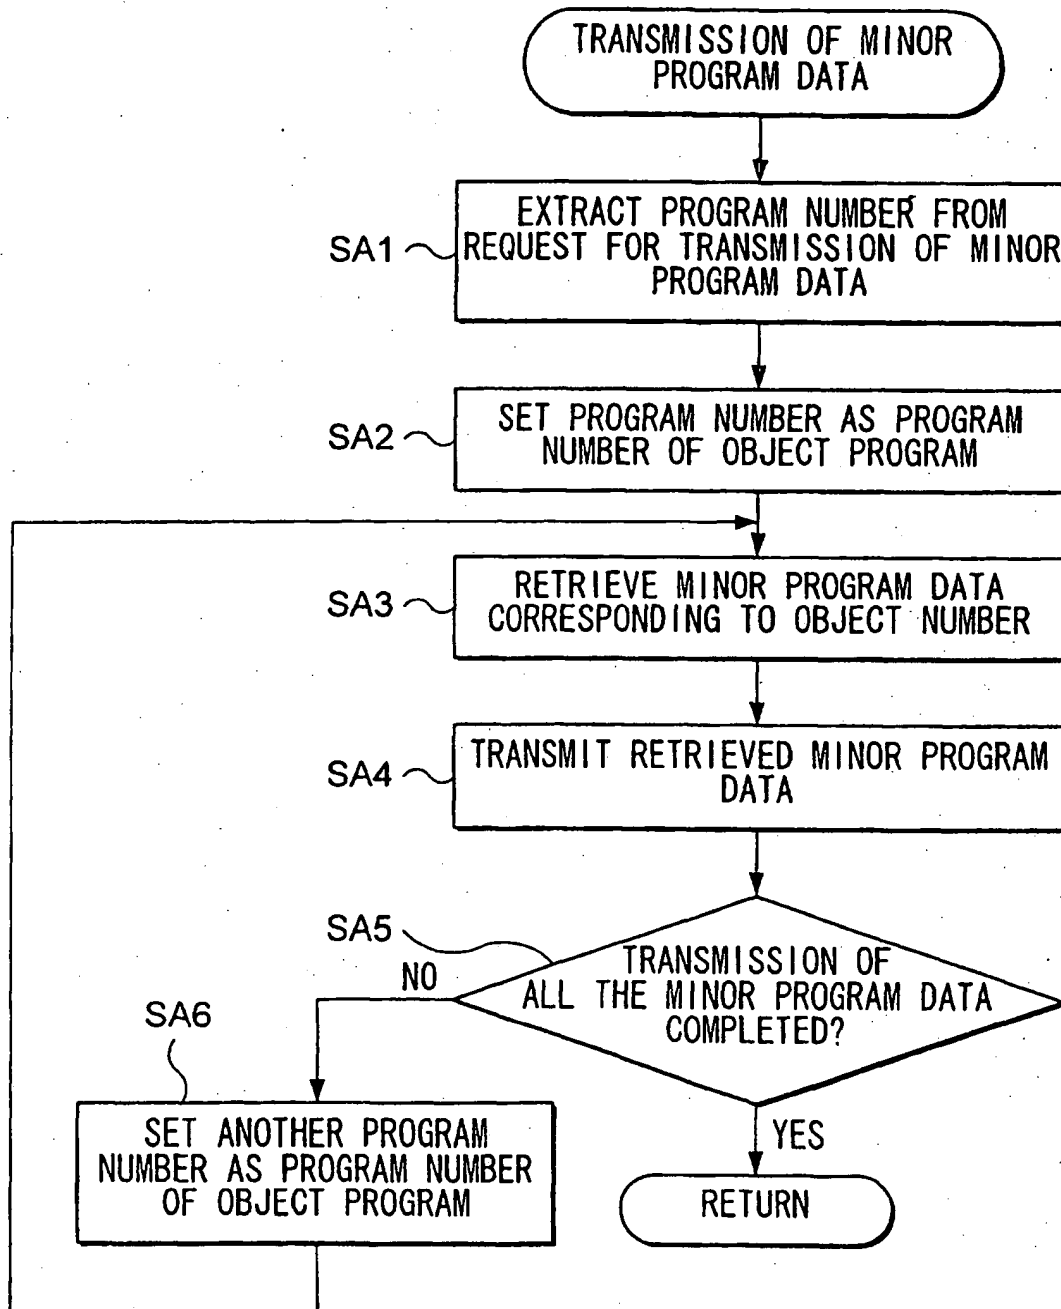 TRANSMISSION OF MINOR
PROGRAM DATA
SA1
EXTRACT PROGRAM NUMBER FROM
REQUEST FOR TRANSMISSION OF MINOR
PROGRAM DATA
SA2
SET PROGRAM NUMBER AS PROGRAM
NUMBER OF OBJECT PROGRAM
SA3
RETRIEVE MINOR PROGRAM DATA
CORRESPONDING TO OBJECT NUMBER
SA4
TRANSMIT RETRIEVED MINOR PROGRAM
DATA
SA5
TRANSMISSION OF
ALL THE MINOR PROGRAM DATA
COMPLETED?
NO
SA6
SET ANOTHER PROGRAM
NUMBER AS PROGRAM NUMBER
OF OBJECT PROGRAM
YES
RETURN